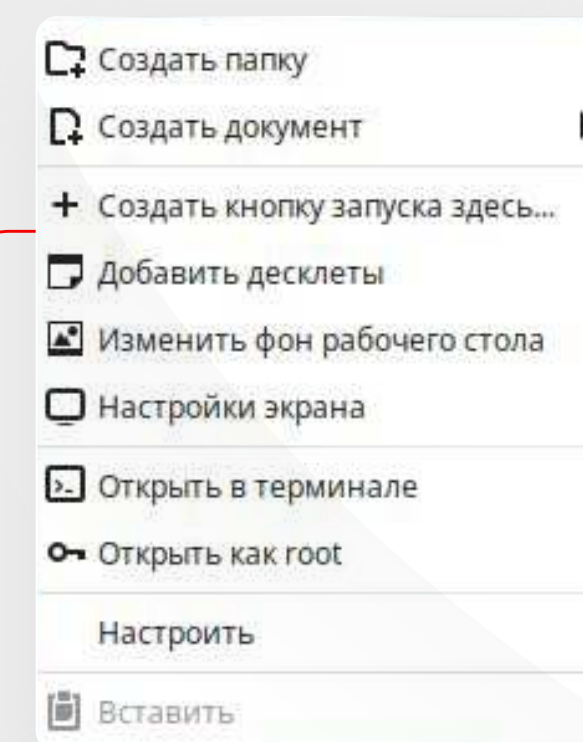 Создать папку
Создать документ
Создать кнопку запуска здесь...
Добавить десклеты
Изменить фон рабочего стола
Настройки экрана
Открыть в терминале
Открыть как root
Настроить
Вставить